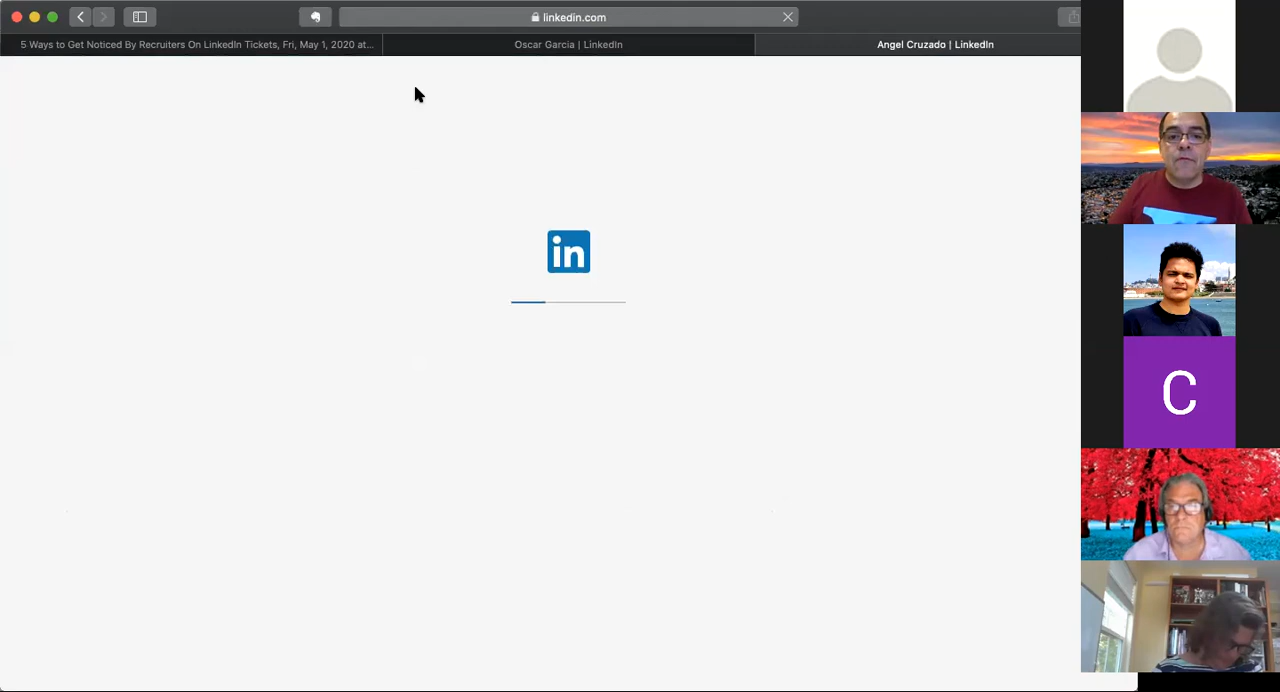 linkedin.com
5 Ways to Get Noticed By Recruiters On LinkedIn Tickets, Fri, May 1, 2020 at...
Oscar Garcia | LinkedIn
Angel Cruzado | LinkedIn
in
C